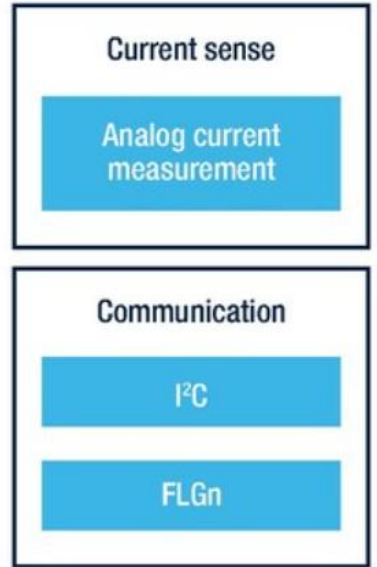 Current sense
Analog current
measurement
Communication
I²C
FLGn